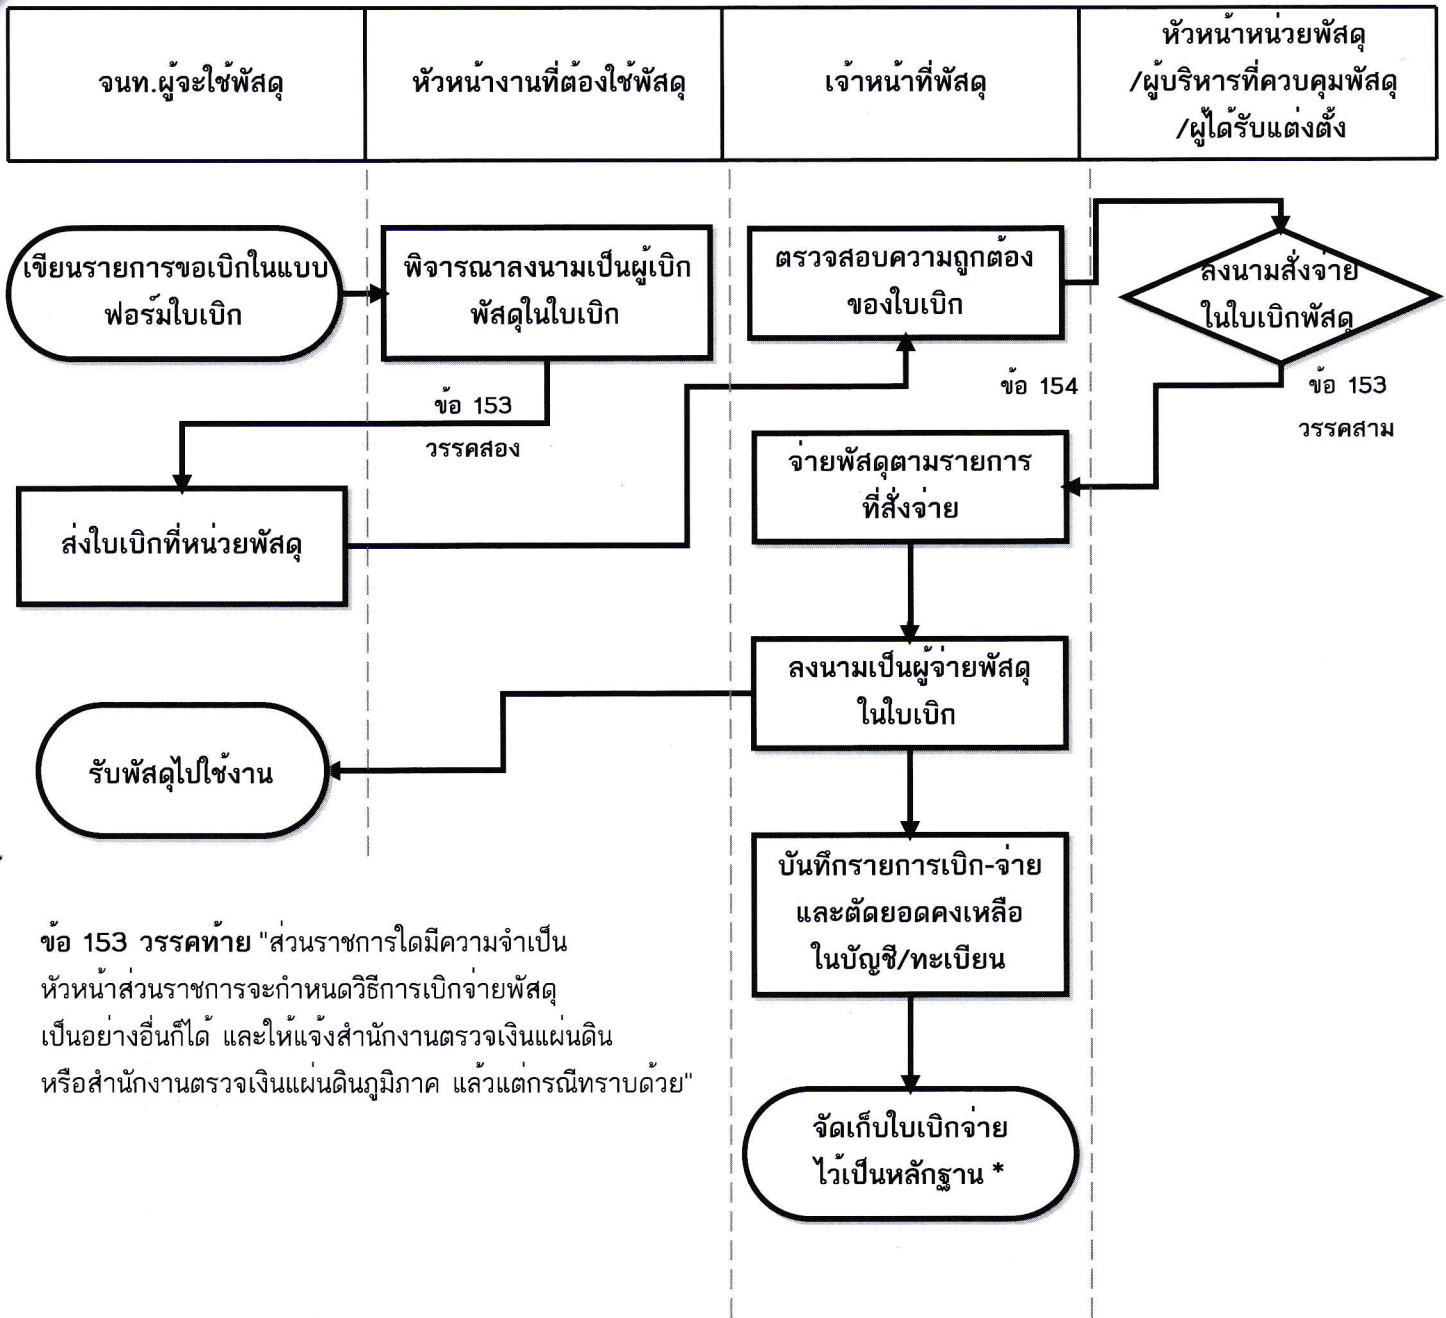 จนท.ผู้จะใช้พัสดุ
หัวหน้างานที่ต้องใช้พัสดุ
เจ้าหน้าที่พัสดุ
หัวหน้าหน่วยพัสดุ
/ผู้บริหารที่ควบคุมพัสดุ
/ผู้ได้รับแต่งตั้ง
เขียนรายการขอเบิกในแบบ
ฟอร์มใบเบิก
พิจารณาลงนามเป็นผู้เบิก
พัสดุในใบเบิก
ตรวจสอบความถูกต้อง
ของใบเบิก
ลงนามสั่งจ่าย
ในใบเบิกพัสดุ
ข้อ 153
วรรคสอง
ข้อ 154
ข้อ 153
วรรคสาม
ส่งใบเบิกที่หน่วยพัสดุ
จ่ายพัสดุตามรายการ
ที่สั่งจ่าย
ลงนามเป็นผู้จ่ายพัสดุ
ในใบเบิก
รับพัสดุไปใช้งาน
บันทึกรายการเบิก-จ่าย
และตัดยอดคงเหลือ
ในบัญชี/ทะเบียน
ข้อ 153 วรรคท้าย "ส่วนราชการใดมีความจำเป็น
หัวหน้าส่วนราชการจะกำหนดวิธีการเบิกจ่ายพัสดุ
เป็นอย่างอื่นก็ได้ และให้แจ้งสำนักงานตรวจเงินแผ่นดิน
หรือสำนักงานตรวจเงินแผ่นดินภูมิภาค แล้วแต่กรณีทราบด้วย"
จัดเก็บใบเบิกจ่าย
ไว้เป็นหลักฐาน *